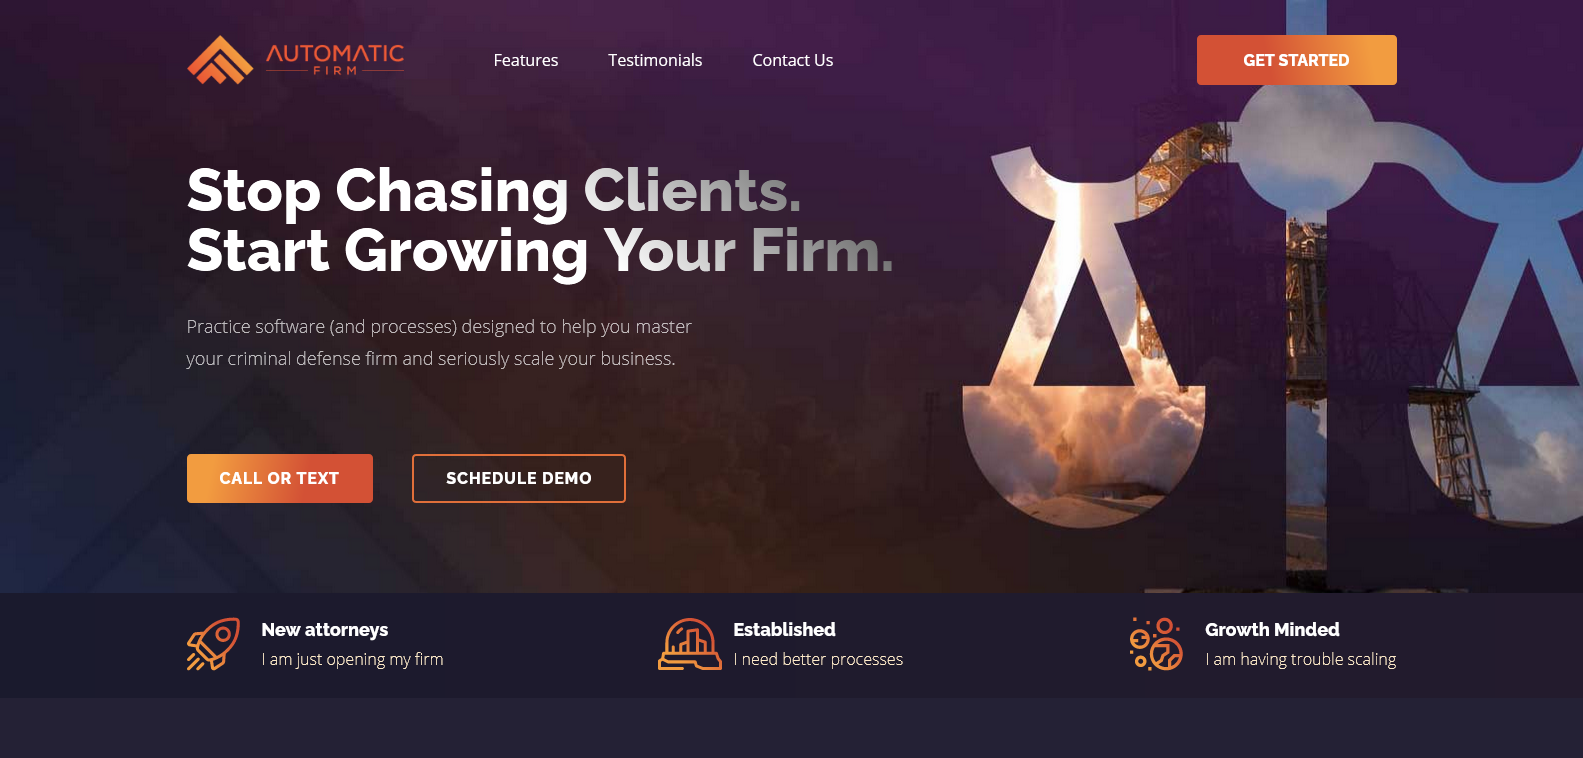 AUTOMATIC
FIRM
Features
Testimonials
Contact Us
GET STARTED
Stop Chasing Clients.
Start Growing Your Firm.
Practice software (and processes) designed to help you master
your criminal defense firm and seriously scale your business.
CALL OR TEXT
SCHEDULE DEMO
New attorneys
I am just opening my firm
Established
I need better processes
Growth Minded
I am having trouble scaling